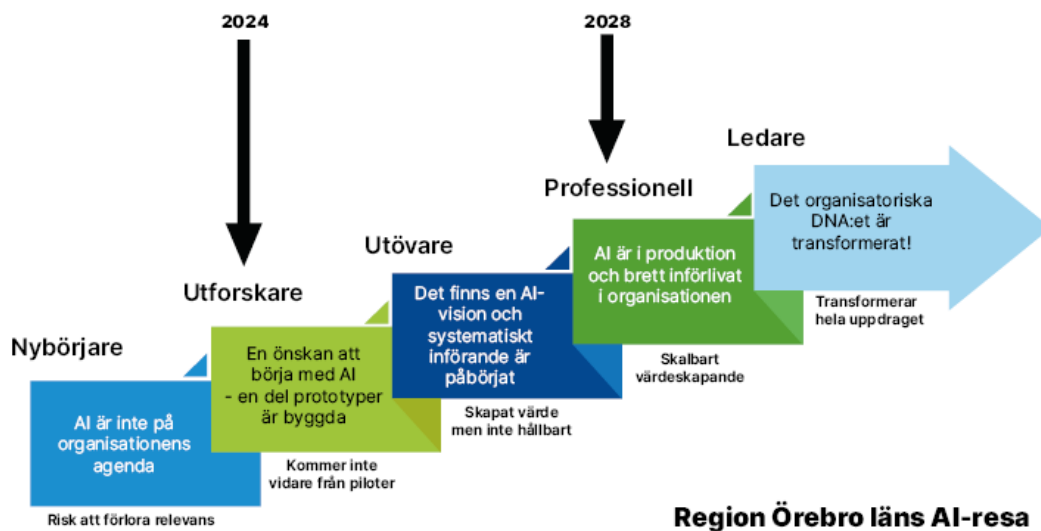 2024
2028
Nybörjare
AI är inte på
organisationens
agenda
Risk att förlora relevans
Utforskare
En önskan att
börja med AI
- en del prototyper
är byggda
Kommer inte
vidare från piloter
Utövare
Det finns en AI-
vision och
systematiskt
införande är
påbörjat
Skapat värde
men inte hållbart
Professionell
AI är i produktion
och brett införlivat
i organisationen
Skalbart
värdeskapande
Ledare
Det organisatoriska
DNA:et är
transformerat!
Transformerar
hela uppdraget
Region Örebro läns AI-resa